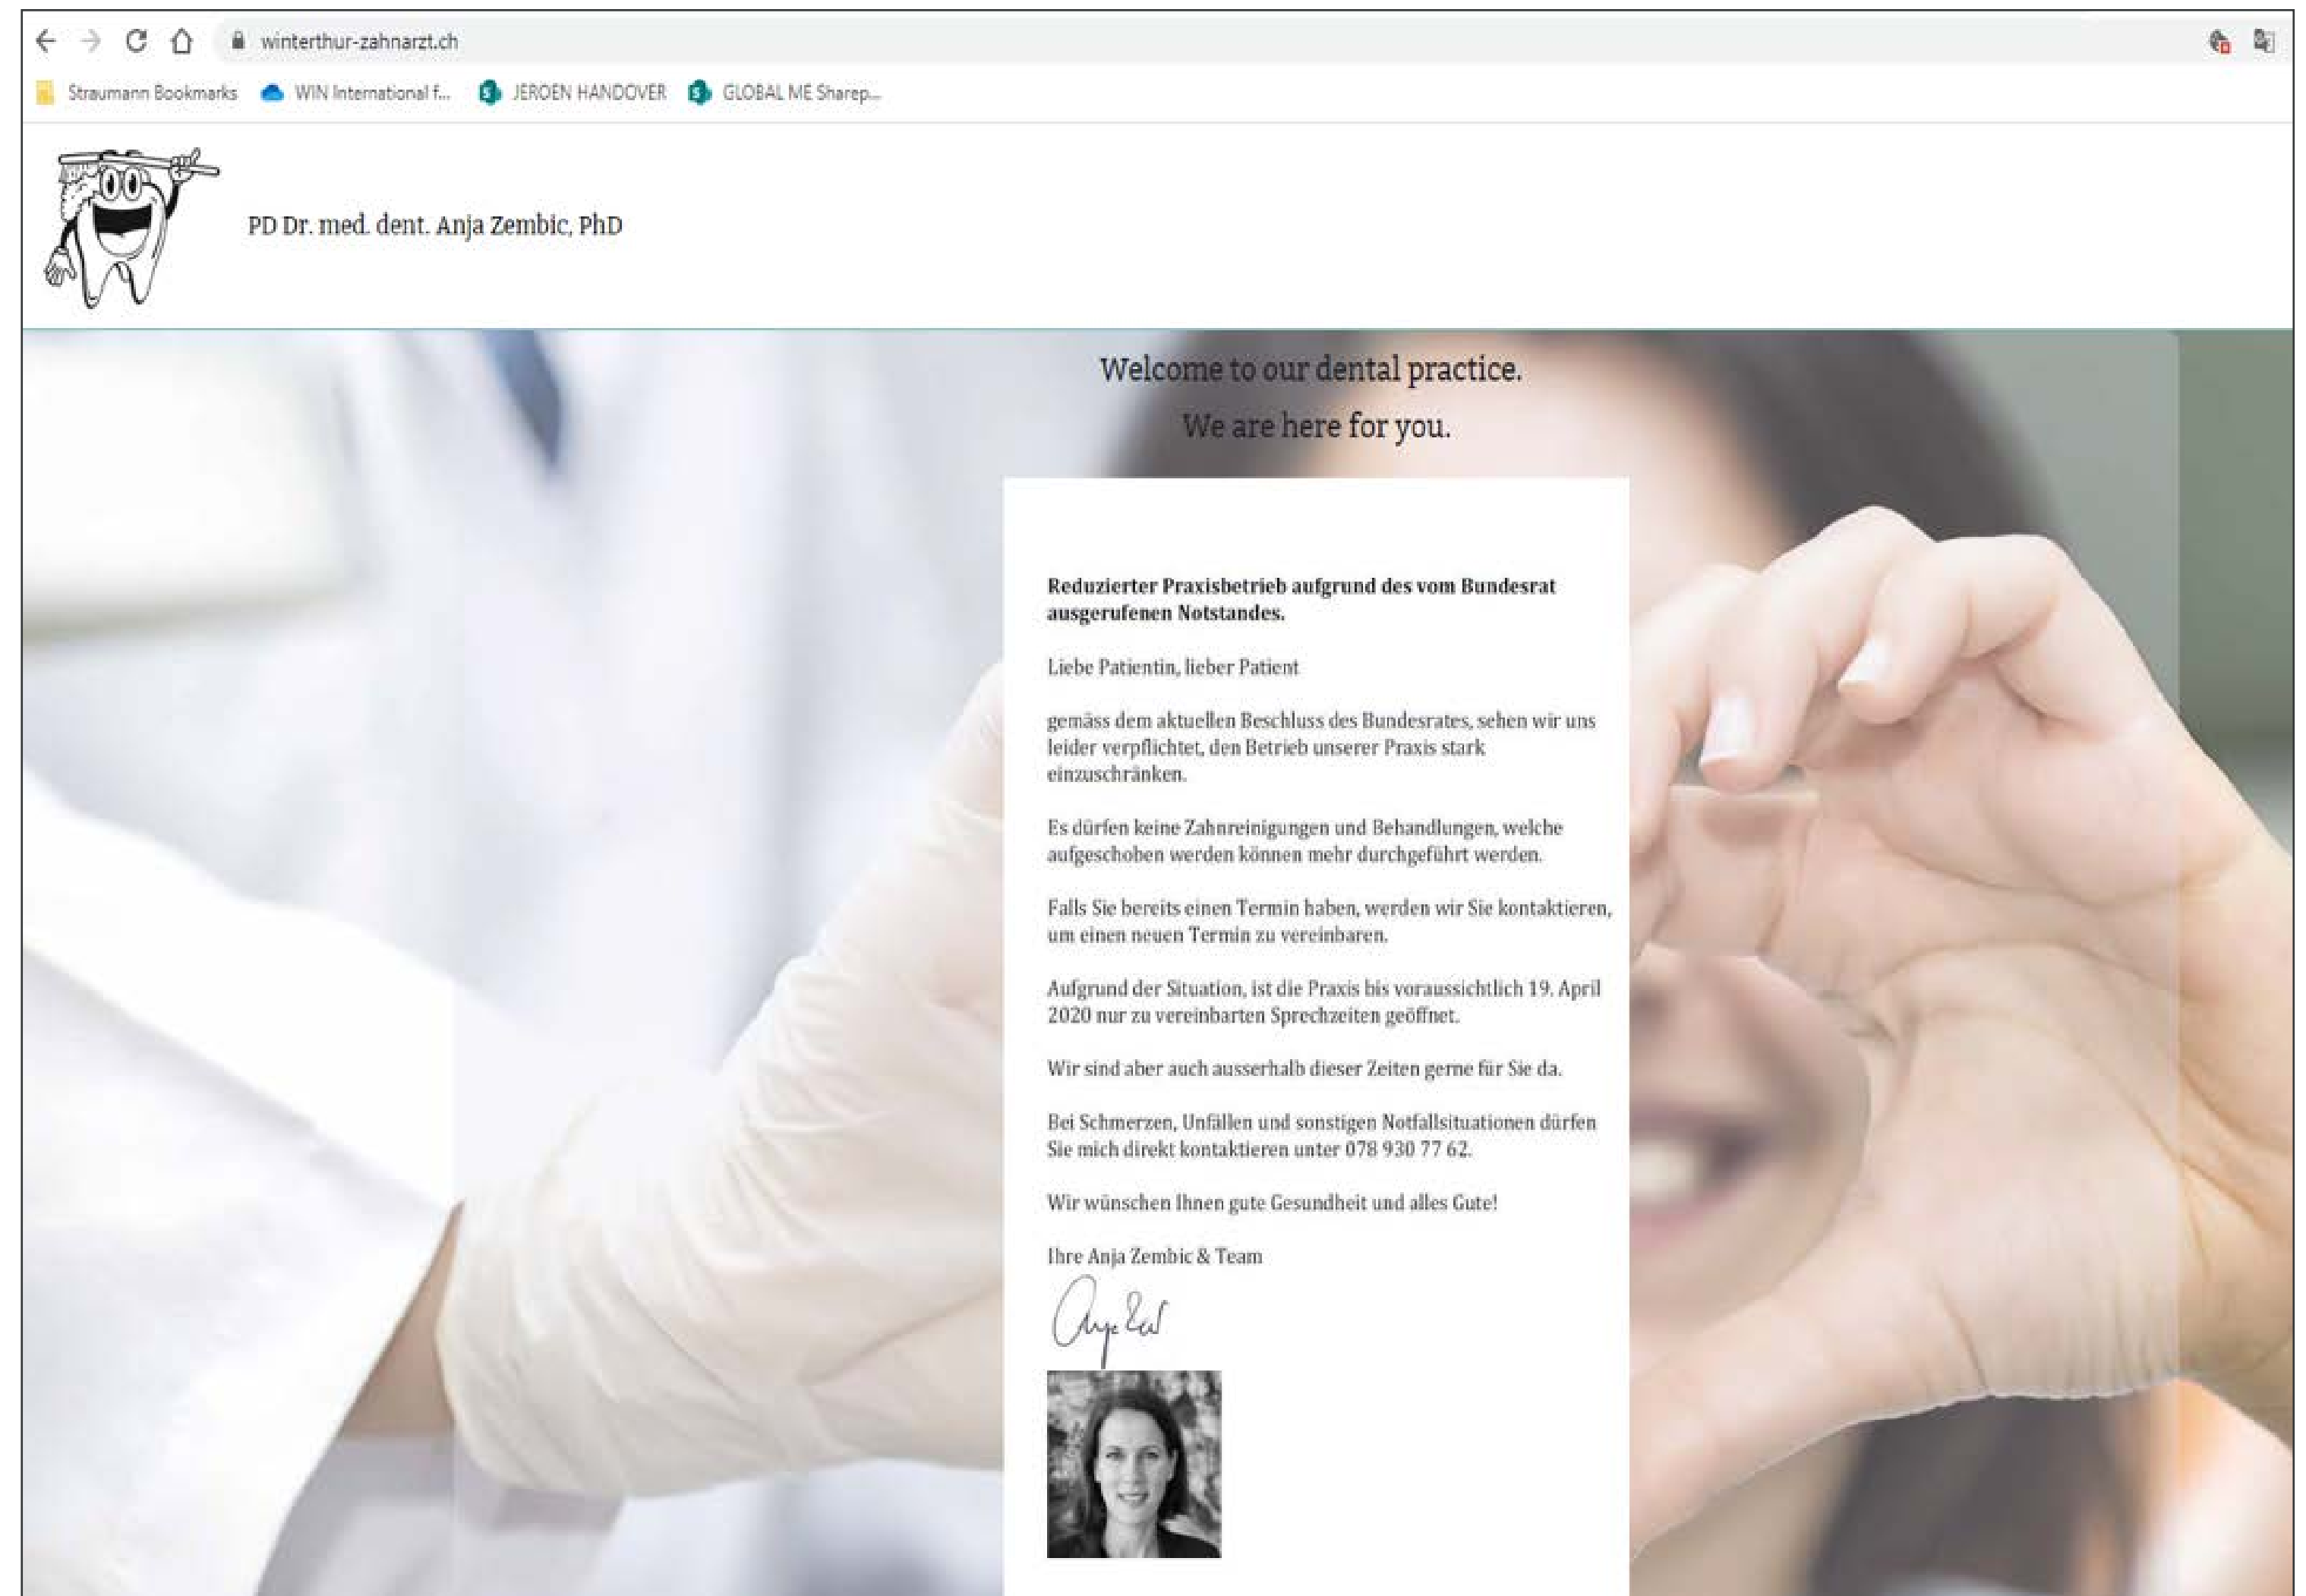 winterthur-zahnarzt.ch
Straumann Bookmarks WIN International f... JEROEN HANDOVER GLOBAL ME Sharep...
PD Dr. med. dent. Anja Zembic, PhD
Welcome to our dental practice.
We are here for you.
Reduzierter Praxisbetrieb aufgrund des vom Bundesrat
ausgerufenen Notstandes.
Liebe Patientin, lieber Patient
gemäss dem aktuellen Beschluss des Bundesrates, sehen wir uns
leider verpflichtet, den Betrieb unserer Praxis stark
einzuschränken.
Es dürfen keine Zahnreinigungen und Behandlungen, welche
aufgeschoben werden können mehr durchgeführt werden.
Falls Sie bereits einen Termin haben, werden wir Sie kontaktieren,
um einen neuen Termin zu vereinbaren.
Aufgrund der Situation, ist die Praxis bis voraussichtlich 19. April
2020 nur zu vereinbarten Sprechzeiten geöffnet.
Wir sind aber auch ausserhalb dieser Zeiten gerne für Sie da.
Bei Schmerzen, Unfällen und sonstigen Notfallsituationen dürfen
Sie mich direkt kontaktieren unter 078 930 77 62.
Wir wünschen Ihnen gute Gesundheit und alles Gute!
Ihre Anja Zembic & Team